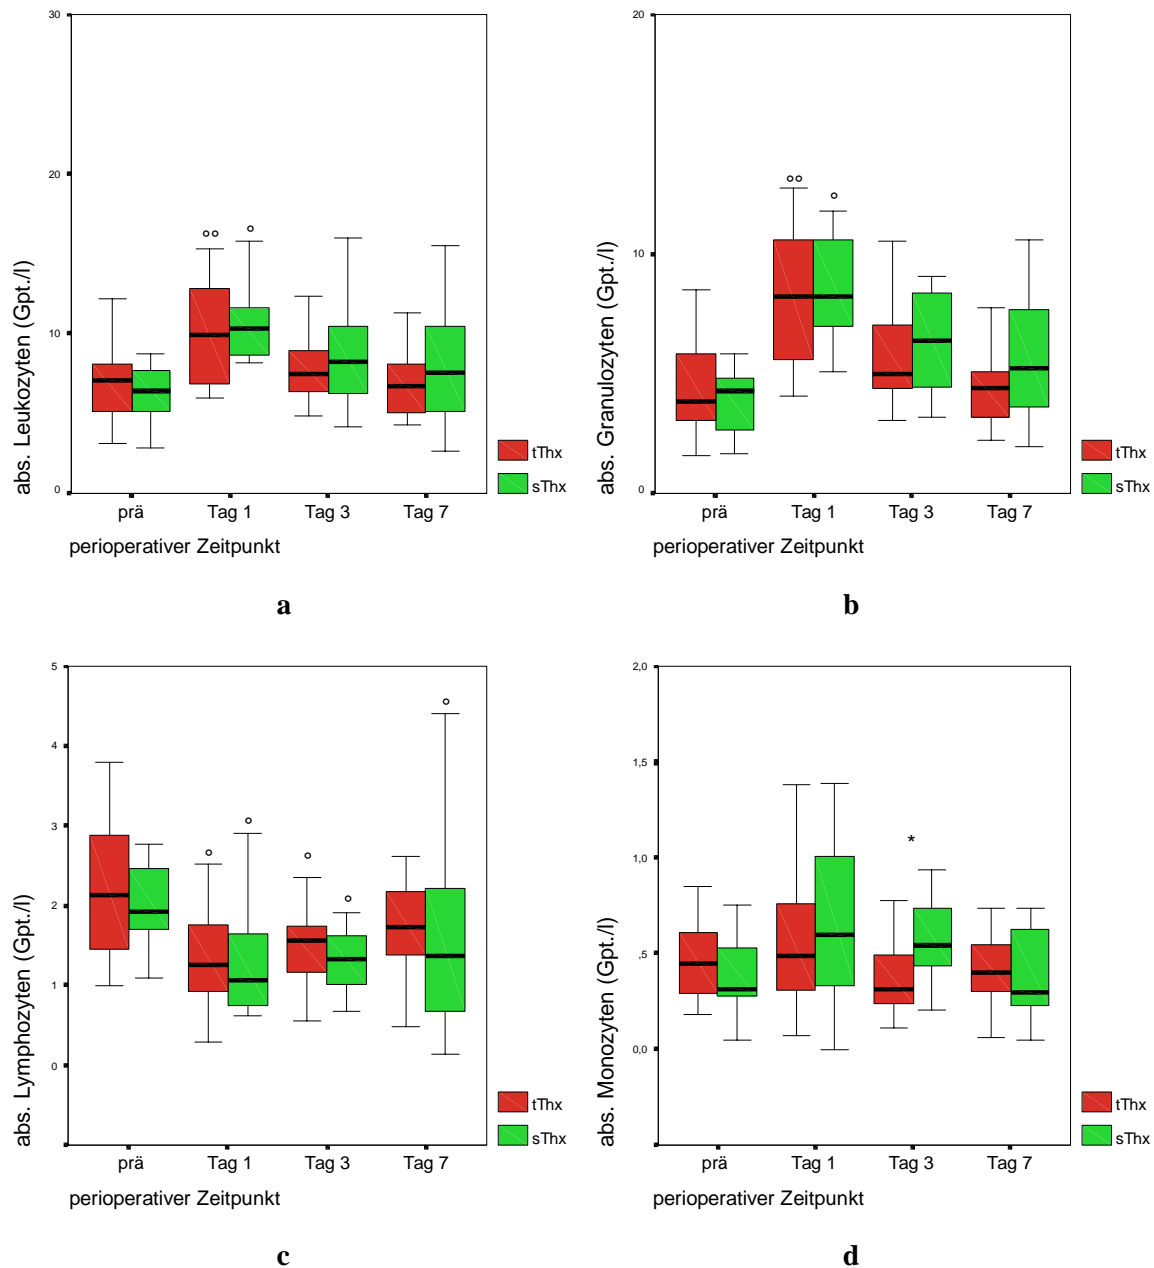 30
20
10
0
abs. Leukozyten (Gpt./l)
prä Tag 1 Tag 3 Tag 7
perioperativer Zeitpunkt
tThx
sThx
a
20
10
0
abs. Granulozyten (Gpt./l)
prä Tag 1 Tag 3 Tag 7
perioperativer Zeitpunkt
tThx
sThx
b
5
4
3
2
1
0
abs. Lymphozyten (Gpt./l)
prä Tag 1 Tag 3 Tag 7
perioperativer Zeitpunkt
tThx
sThx
c
2,0
1,5
1,0
,5
0,0
abs. Monozyten (Gpt./l)
*
prä Tag 1 Tag 3 Tag 7
perioperativer Zeitpunkt
tThx
sThx
d